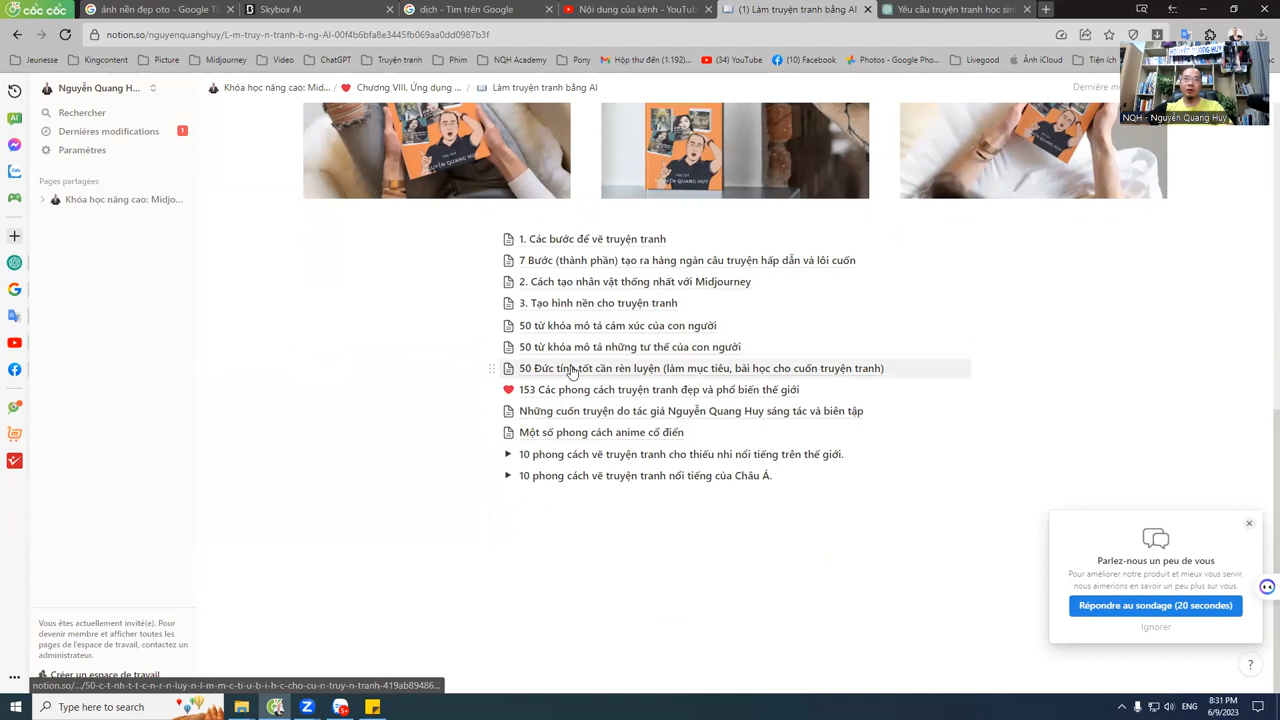 ảnh nền đẹp oto - Google Ti
Skybox AI
dịch - Tìm trên Google
Nội dung của kênh - YouTub
(1) Làm truyện tranh bằng AI
Yêu cầu truyện học sinh
notion.so/nguyenquanghuy/L-m-truy-n-tranh-b-ng-AI-00f4b6bfa8e3445fb069aa0dd0987b3f
Jeunesse
Kingcontent
Picture
Midjourney
Video
ChatGPT
Truyện tranh
Phim
NQH Academy
Pony
Hộp thư đến (1.192)...
(34) YouTube
(10) Facebook
Photos - Google Pho...
Livegood
Ảnh iCloud
Tiện ích
Nguyễn Quang H...
Khóa học nâng cao: Midj...
/
Chương VIII. Ứng dụng ...
/
Làm truyện tranh bằng AI
NGUYỄN QUANG HUY
NQH - Nguyễn Quang Huy
Rechercher
Dernières modifications
1
Paramètres
Pages partagées
Khóa học nâng cao: Midjo...
TÁC GIẢ
NGUYỄN QUANG HUY
1. Các bước để vẽ truyện tranh
7 Bước (thành phần) tạo ra hàng ngàn câu truyện hấp dẫn và lôi cuốn
2. Cách tạo nhân vật thống nhất với Midjourney
3. Tạo hình nền cho truyện tranh
50 từ khóa mô tả cảm xúc của con người
50 từ khóa mô tả những tư thế của con người
50 Đức tính tốt cần rèn luyện (làm mục tiêu, bài học cho cuốn truyện tranh)
153 Các phong cách truyện tranh đẹp và phổ biến thế giới
Những cuốn truyện do tác giả Nguyễn Quang Huy sáng tác và biên tập
Một số phong cách anime cổ điển
10 phong cách vẽ truyện tranh cho thiếu nhi nổi tiếng trên thế giới.
10 phong cách vẽ truyện tranh nổi tiếng của Châu Á.
Parlez-nous un peu de vous
Pour améliorer notre produit et mieux vous servir,
nous aimerions en savoir un peu plus sur vous.
Répondre au sondage (20 secondes)
Ignorer
?
Vous êtes actuellement invité(e). Pour
devenir membre et afficher toutes les
pages de l'espace de travail, contactez un
administrateur.
Créer un espace de travail
notion.so/.../50-c-t-nh-t-t-c-n-r-n-luy-n-l-m-m-c-ti-u-b-i-h-c-cho-cu-n-truy-n-tranh-419ab89486...
Type here to search
5+
ENG
8:31 PM
6/9/2023